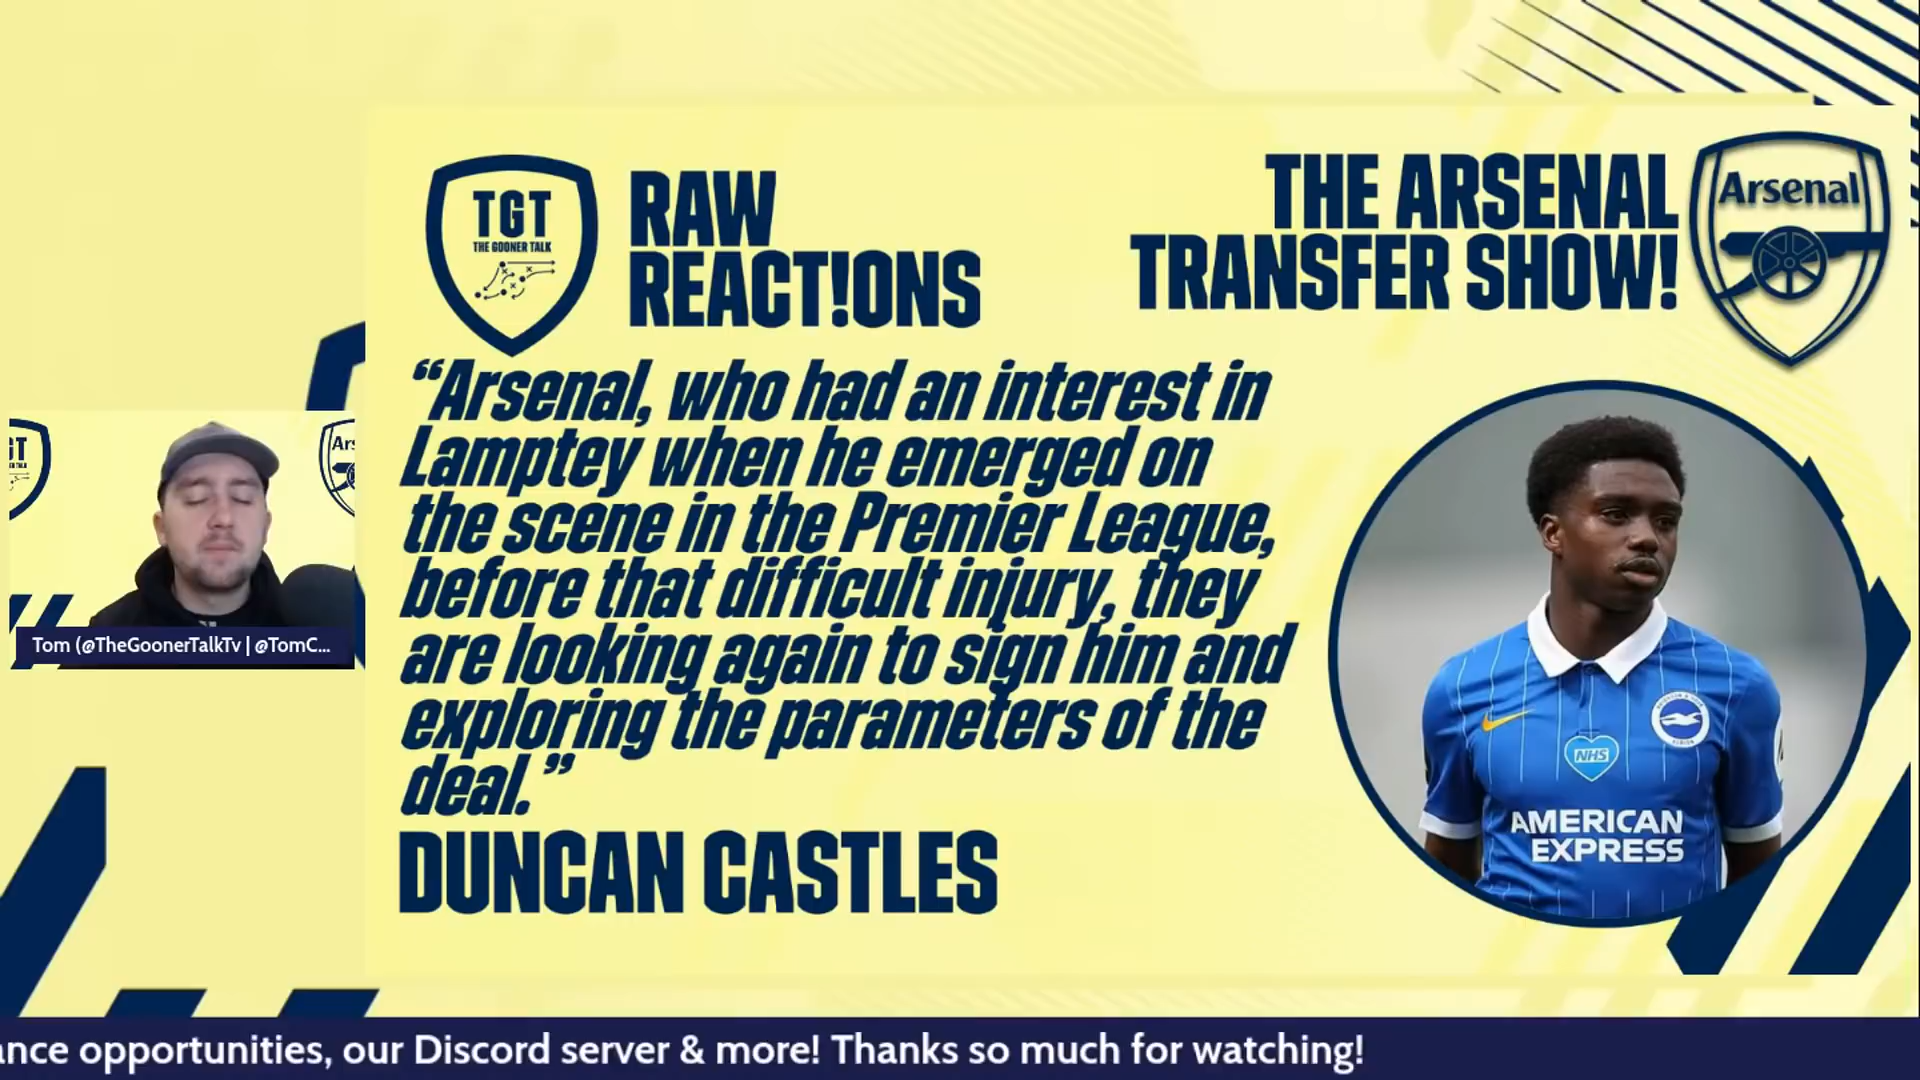 TGT
THE GOONER TALK
RAW
REACT!ONS
THE ARSENAL
TRANSFER SHOW!
Arsenal
“Arsenal, who had an interest in
Lamptey when he emerged on
the scene in the Premier League,
before that difficult injury, they
are looking again to sign him and
exploring the parameters of the
deal.”
DUNCAN CASTLES
GT
Ars
Tom (@TheGoonerTalkTv | @TomC...
NHS
AMERICAN
EXPRESS
ance opportunities, our Discord server & more! Thanks so much for watching!